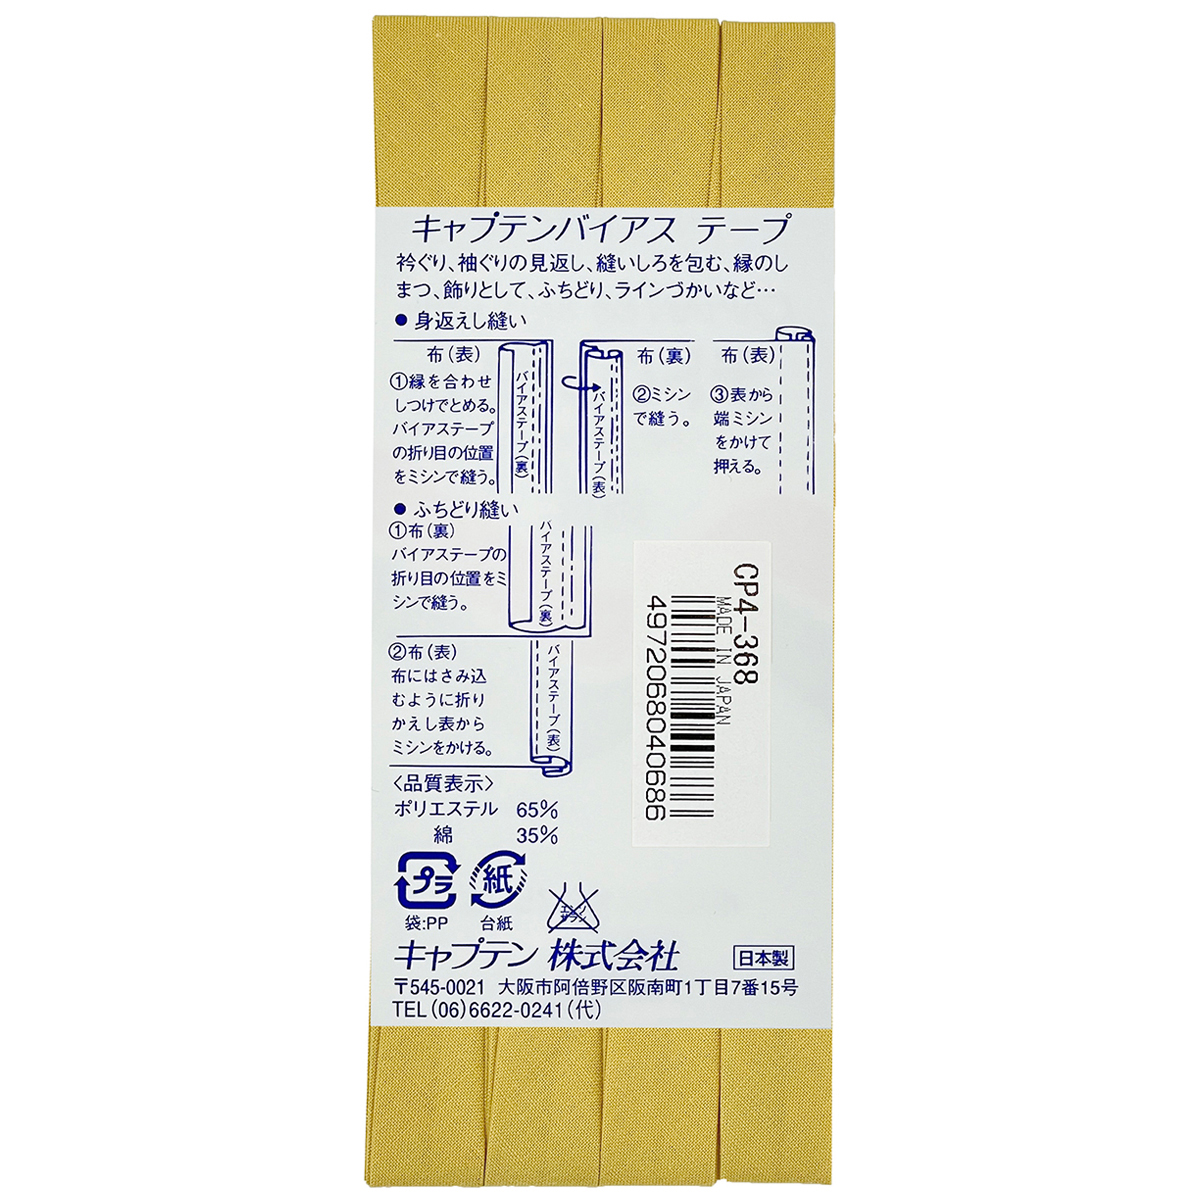 キャプテンバイアス テープ
衿ぐり、袖ぐりの見返し、縫いしろを包む、縁のし
まつ、飾りとして、ふちどり、ラインづかいなど…
● 身返えし縫い
布（表）
①縁を合わせ
しつけでとめる。
バイアステープ
の折り目の位置
をミシンで縫う。
バイアステープ（裏）
バイアステープ（表）
布（裏）
②ミシン
で縫う。
布（表）
③表から
端ミシン
をかけて
押える。
● ふちどり縫い
①布（裏）
バイアステープの
折り目の位置をミ
シンで縫う。
バイアステープ（裏）
②布（表）
布にはさみ込
むように折り
かえし表から
ミシンをかける。
バイアステープ（表）
CP4-368
MADE IN JAPAN
4972068040686
〈品質表示〉
ポリエステル 65%
綿 35%
プラ
袋:PP
紙
台紙
エンソ
サラシ
キャプテン 株式会社
日本製
〒545-0021 大阪市阿倍野区阪南町1丁目7番15号
TEL（06）6622-0241（代）